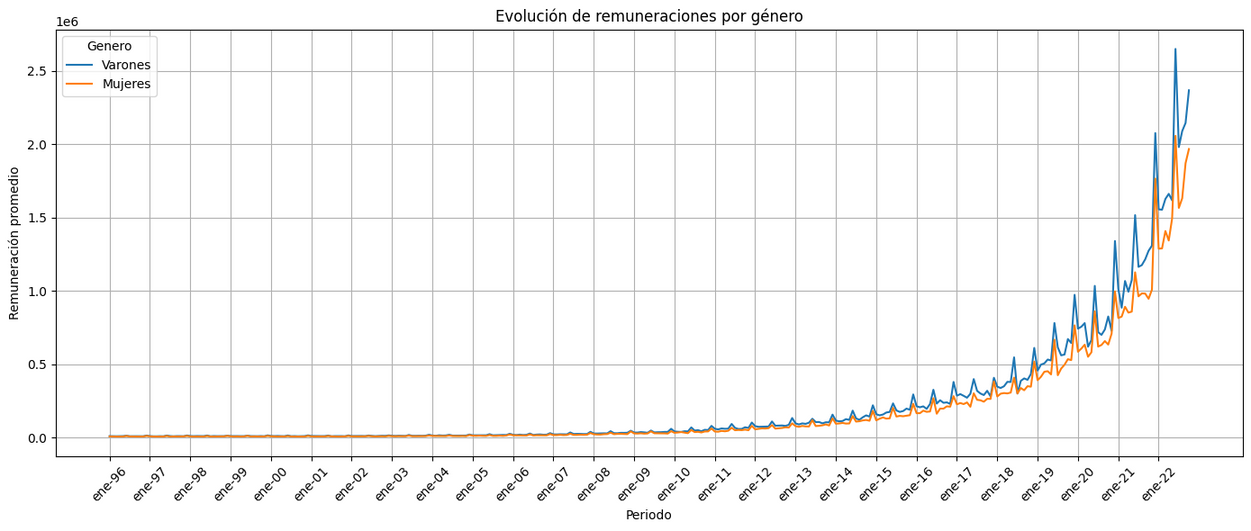 Evolución de remuneraciones por género
1e6
Genero
Varones
Mujeres
2.5
2.0
1.5
1.0
0.5
0.0
Remuneración promedio
ene-96
ene-97
ene-98
ene-99
ene-00
ene-01
ene-02
ene-03
ene-04
ene-05
ene-06
ene-07
ene-08
ene-09
ene-10
ene-11
ene-12
ene-13
ene-14
ene-15
ene-16
ene-17
ene-18
ene-19
ene-20
ene-21
ene-22
Periodo